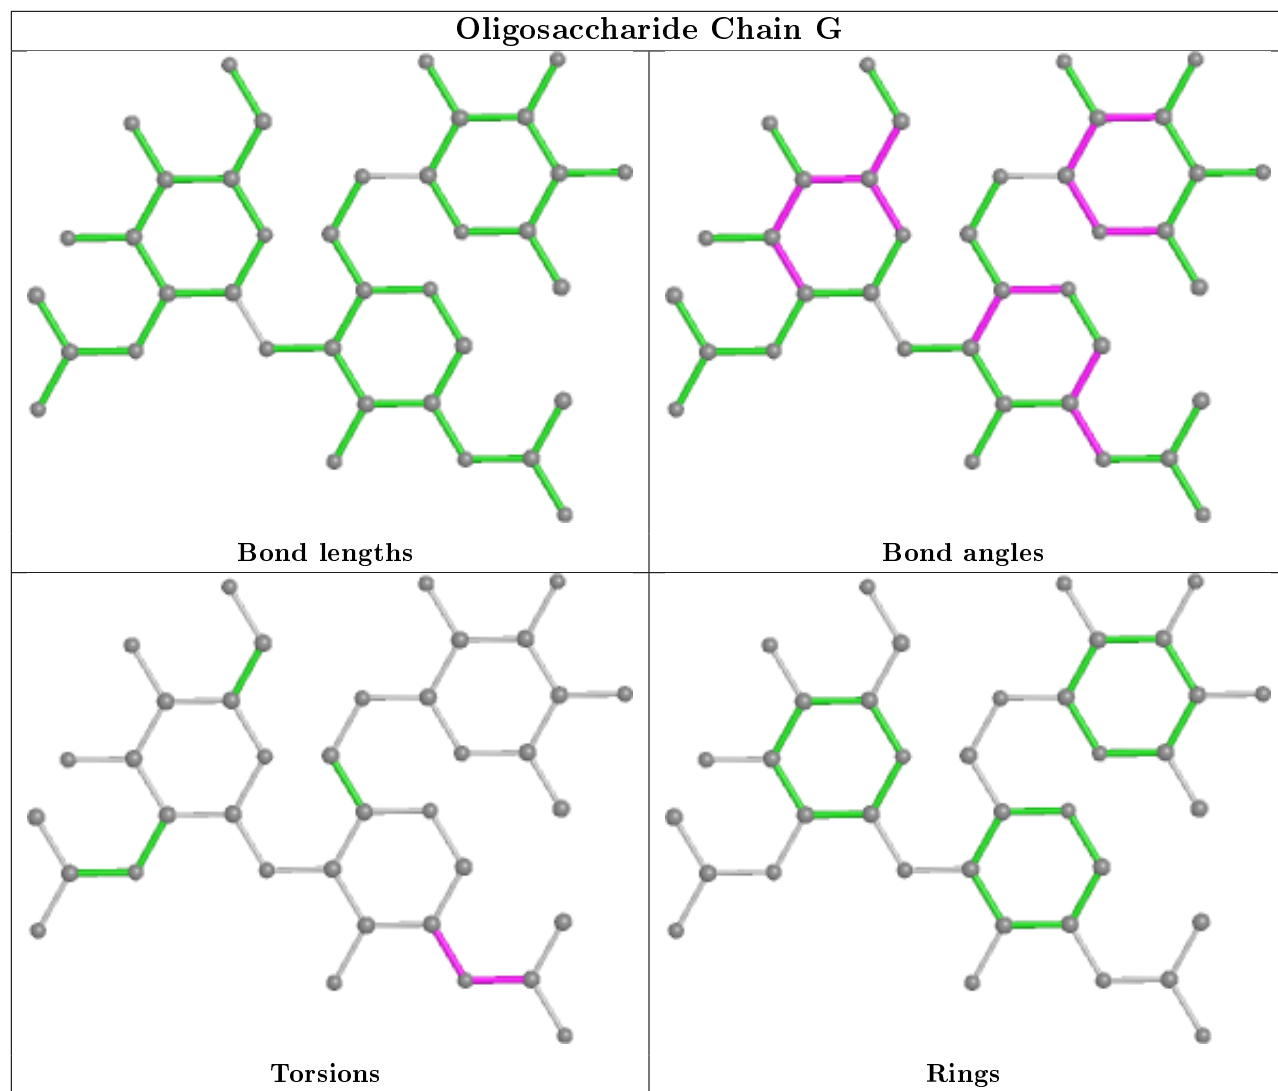 Oligosaccharide Chain G
Bond lengths
Bond angles
Torsions
Rings